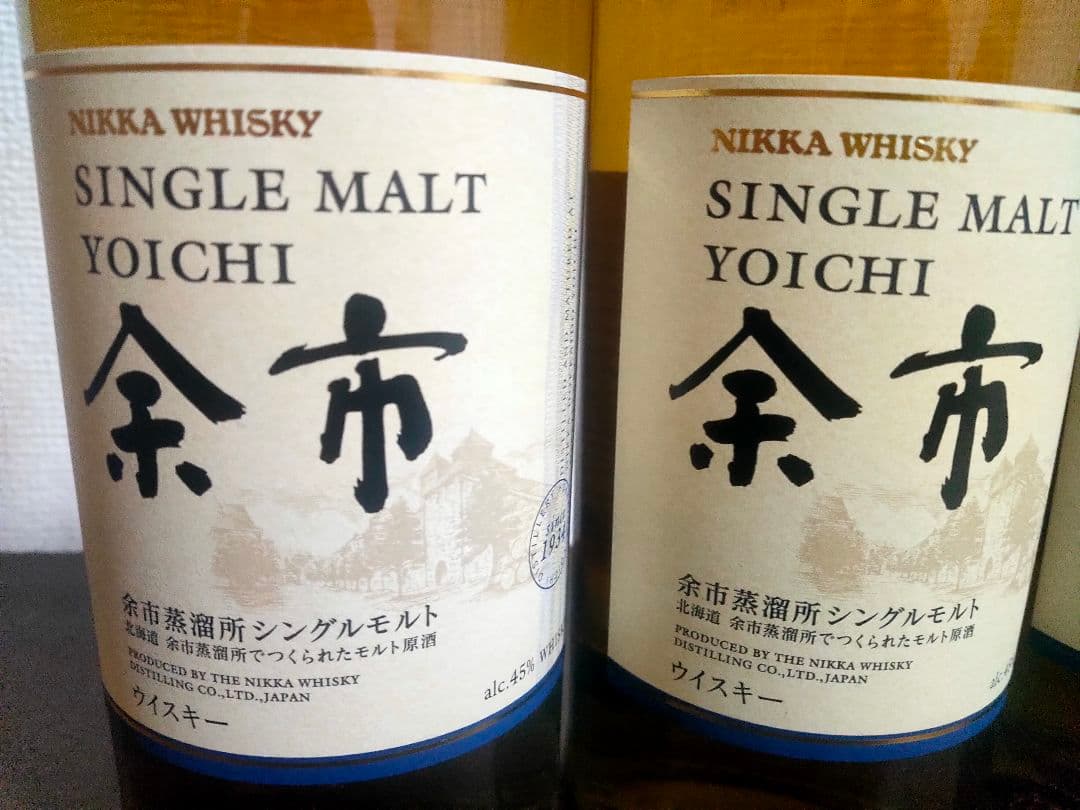 NIKKA WHISKY
SINGLE MALT
YOICHI
余市
SINCE
1934
余市蒸溜所シングルモルト
北海道 余市蒸溜所でつくられたモルト原酒
PRODUCED BY THE NIKKA WHISKY
DISTILLING CO.,LTD.,JAPAN
ウイスキー
alc.45% WHISKY
NIKKA WHISKY
SINGLE MALT
YOICHI
余市
余市蒸溜所シングルモルト
北海道 余市蒸溜所でつくられたモルト原酒
PRODUCED BY THE NIKKA WHISKY
DISTILLING CO.,LTD.,JAPAN
ウイスキー
alc.